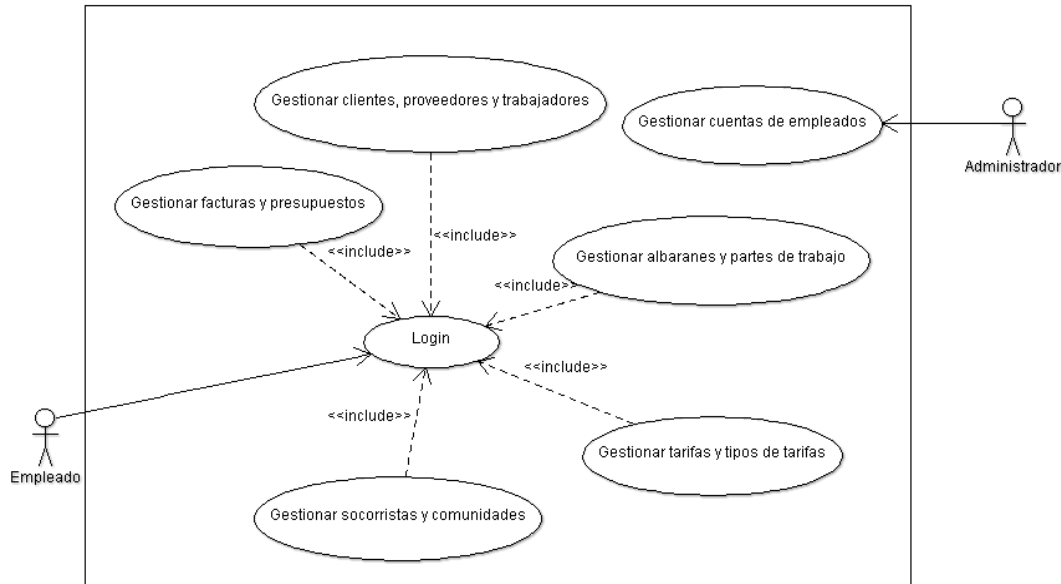 Gestionar clientes, proveedores y trabajadores
Gestionar cuentas de empleados
Administrador
Gestionar facturas y presupuestos
<<include>>
<<include>>
Gestionar albaranes y partes de trabajo
<<include>>
Login
<<include>>
<<include>>
Gestionar tarifas y tipos de tarifas
Empleado
Gestionar socorristas y comunidades